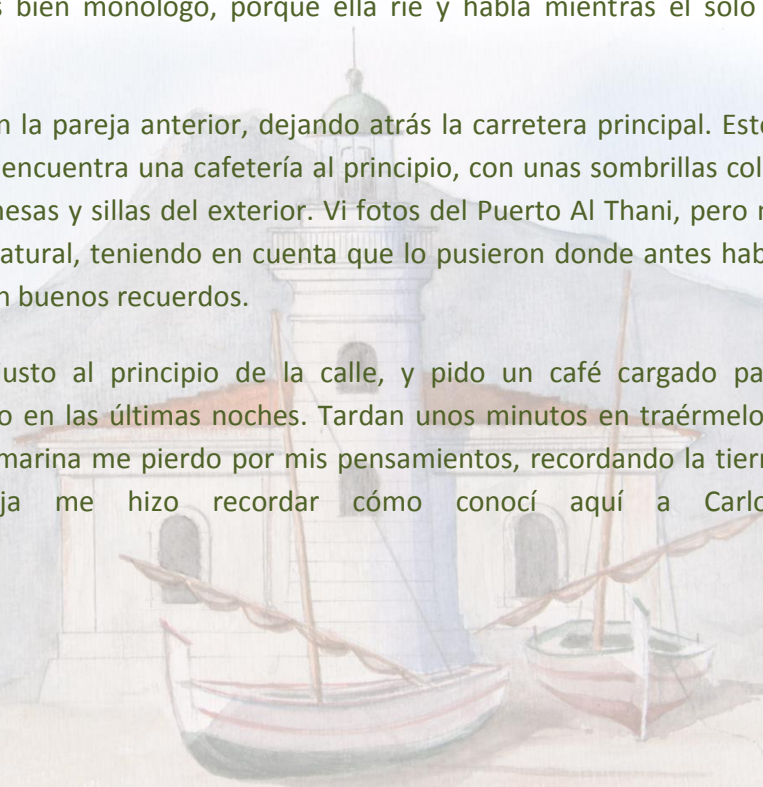 bien monólogo, porque ella ríe y habla mientras él solo
n la pareja anterior, dejando atrás la carretera principal. Est
encuentra una cafetería al principio, con unas sombrillas col
esas y sillas del exterior. Vi fotos del Puerto Al Thani, pero
atural, teniendo en cuenta que lo pusieron donde antes hab
n buenos recuerdos.
usto al principio de la calle, y pido un café cargado pa
o en las últimas noches. Tardan unos minutos en traérmelo
marina me pierdo por mis pensamientos, recordando la tierr
ja me hizo recordar cómo conocí aquí a Carlo